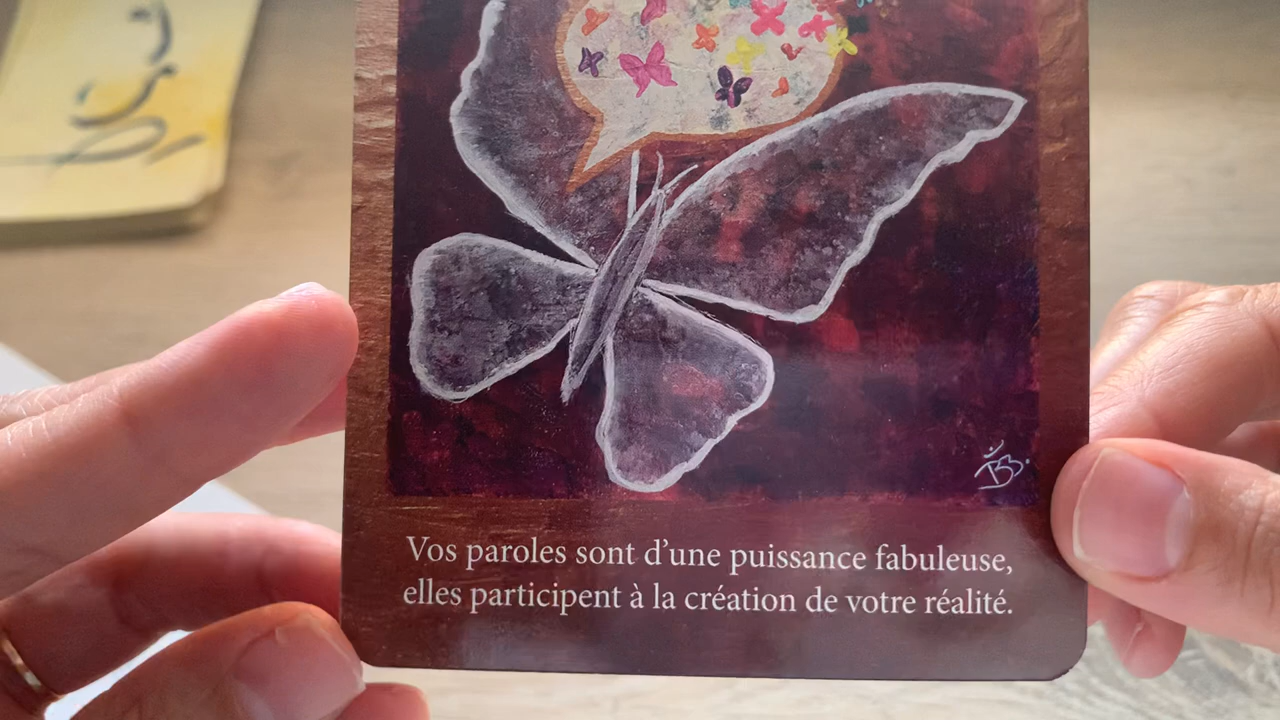 Vos paroles sont d’une puissance fabuleuse,
elles participent à la création de votre réalité.